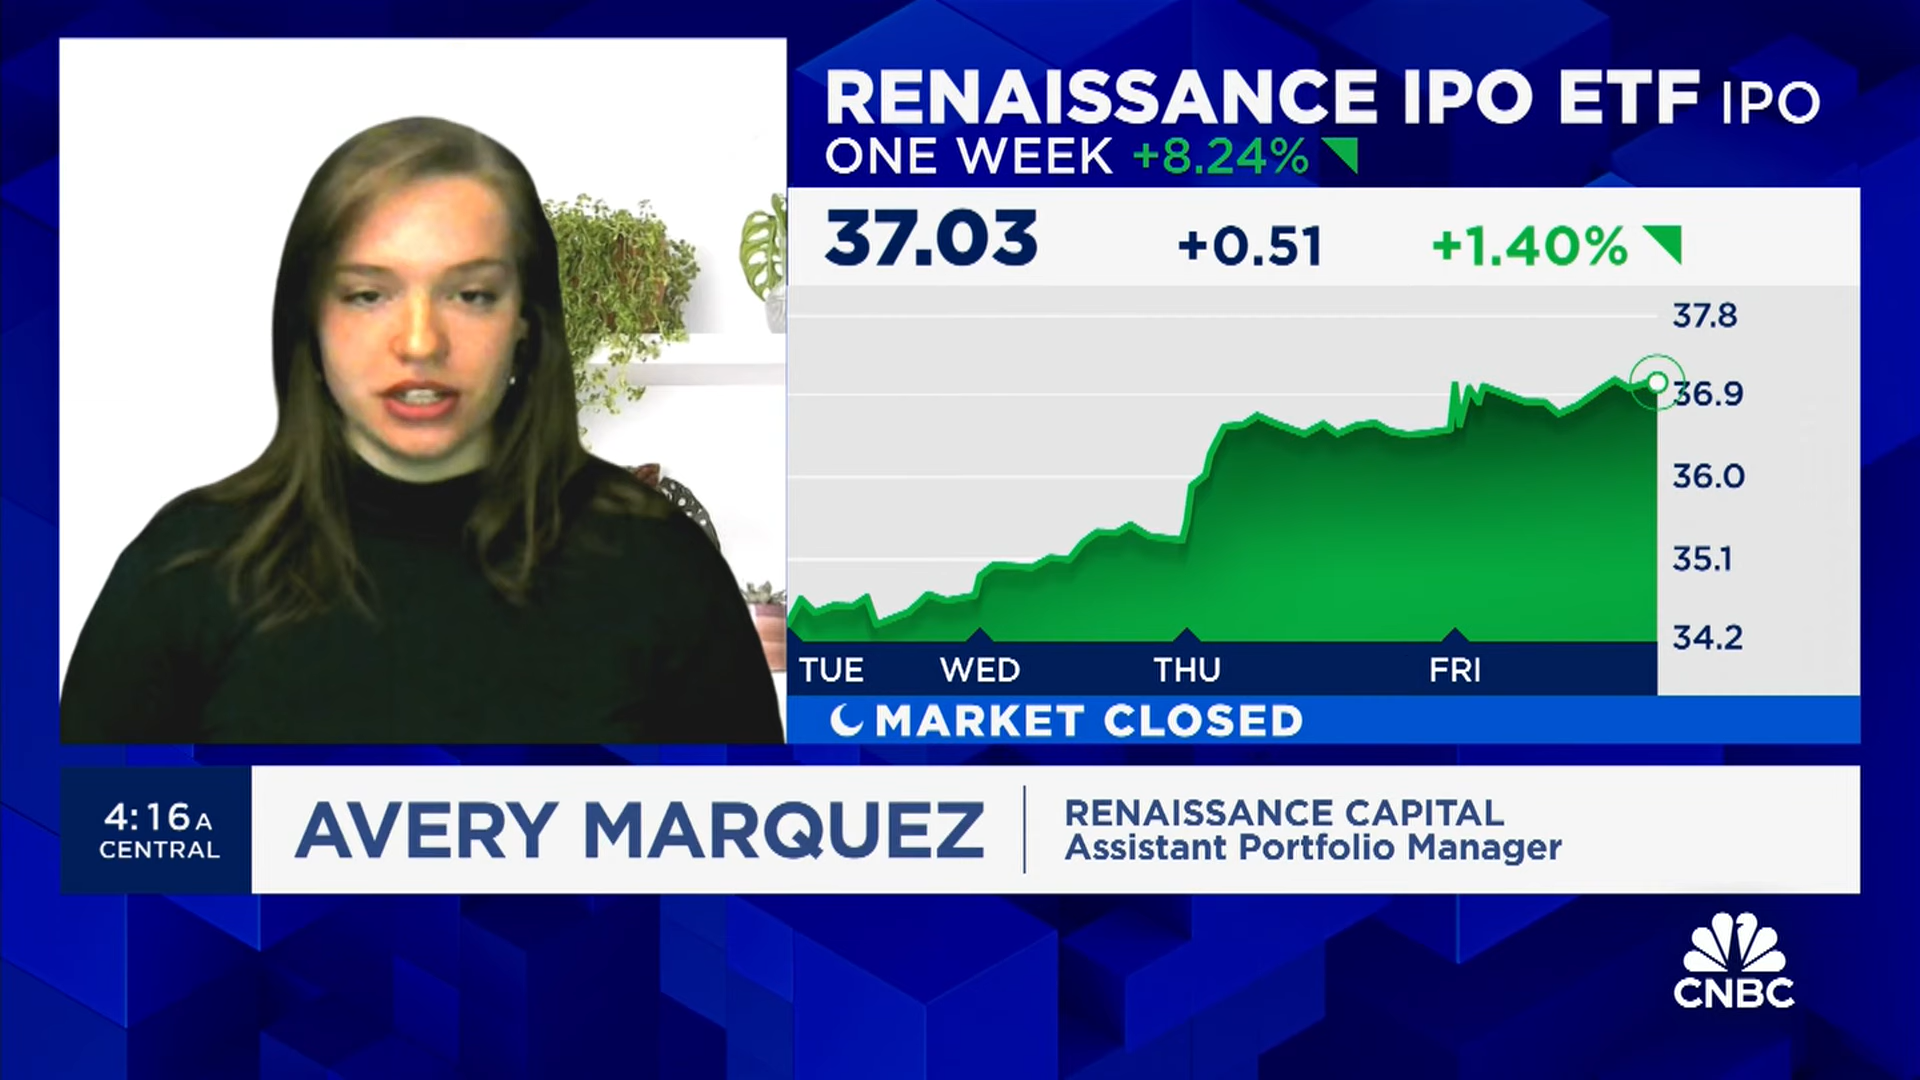 RENAISSANCE IPO ETF IPO
ONE WEEK +8.24%
37.03 +0.51 +1.40%
37.8
36.9
36.0
35.1
34.2
TUE WED THU FRI
MARKET CLOSED
4:16A
CENTRAL
AVERY MARQUEZ
RENAISSANCE CAPITAL
Assistant Portfolio Manager
CNBC